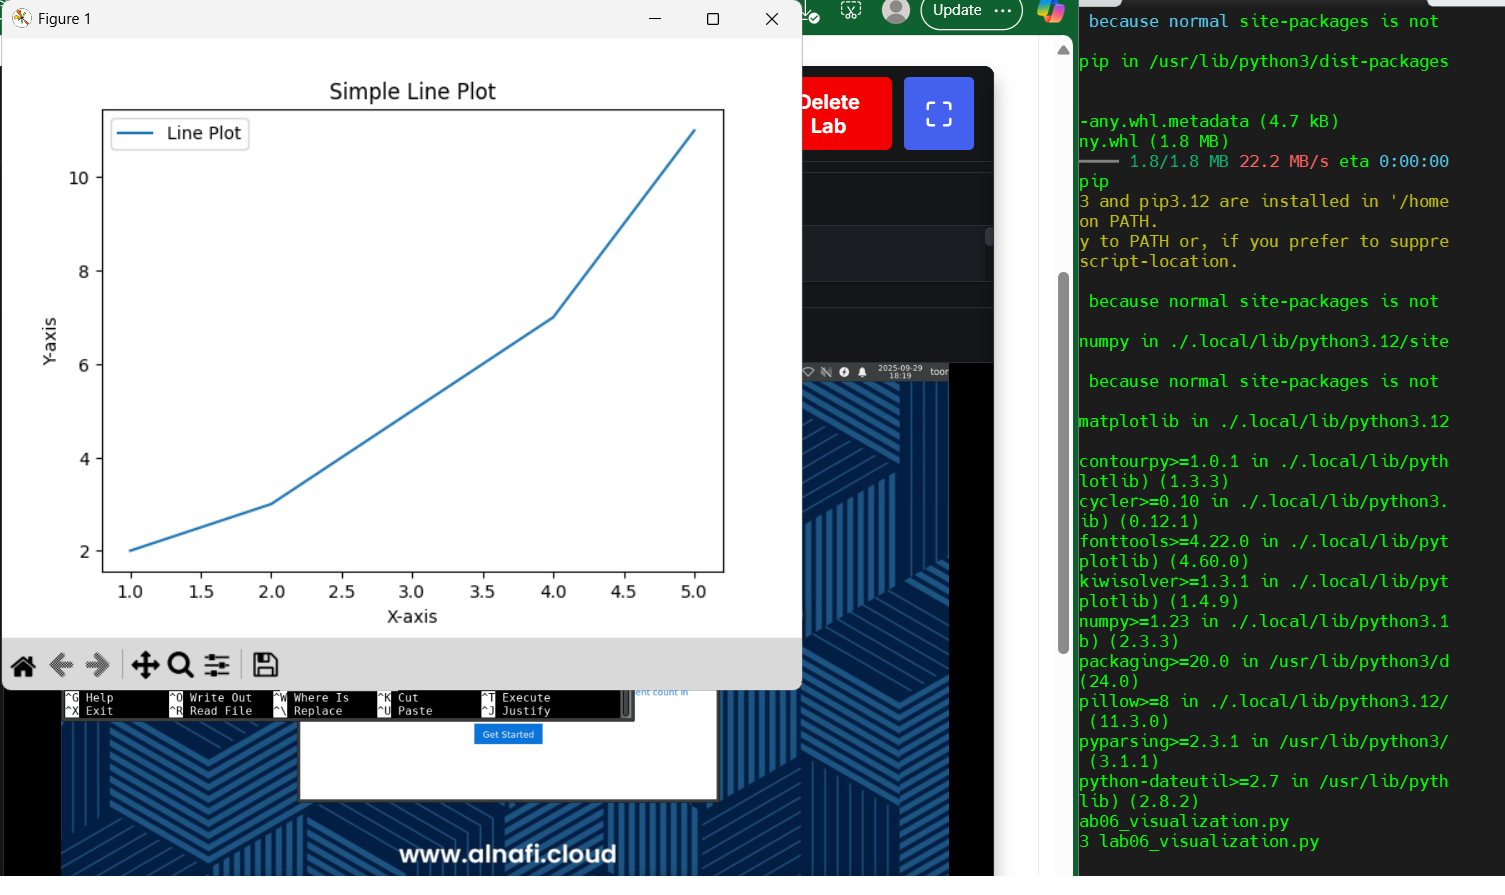 Figure 1
Simple Line Plot
Line Plot
10
8
6
4
2
Y-axis
1.0 1.5 2.0 2.5 3.0 3.5 4.0 4.5 5.0
X-axis
Update
Delete
Lab
2025-09-29
18:19
toor
ent count in
^G Help ^O Write Out ^W Where Is ^K Cut ^T Execute
^X Exit ^R Read File ^\ Replace ^U Paste ^J Justify
Get Started
www.alnafi.cloud
because normal site-packages is not
pip in /usr/lib/python3/dist-packages
-any.whl.metadata (4.7 kB)
ny.whl (1.8 MB)
1.8/1.8 MB 22.2 MB/s eta 0:00:00
pip
3 and pip3.12 are installed in '/home
on PATH.
y to PATH or, if you prefer to suppre
script-location.
because normal site-packages is not
numpy in ./.local/lib/python3.12/site
because normal site-packages is not
matplotlib in ./.local/lib/python3.12
contourpy>=1.0.1 in ./.local/lib/pyth
lotlib) (1.3.3)
cycler>=0.10 in ./.local/lib/python3.
ib) (0.12.1)
fonttools>=4.22.0 in ./.local/lib/pyt
plotlib) (4.60.0)
kiwisolver>=1.3.1 in ./.local/lib/pyt
plotlib) (1.4.9)
numpy>=1.23 in ./.local/lib/python3.1
b) (2.3.3)
packaging>=20.0 in /usr/lib/python3/d
(24.0)
pillow>=8 in ./.local/lib/python3.12/
(11.3.0)
pyparsing>=2.3.1 in /usr/lib/python3/
(3.1.1)
python-dateutil>=2.7 in /usr/lib/pyth
lib) (2.8.2)
ab06_visualization.py
3 lab06_visualization.py